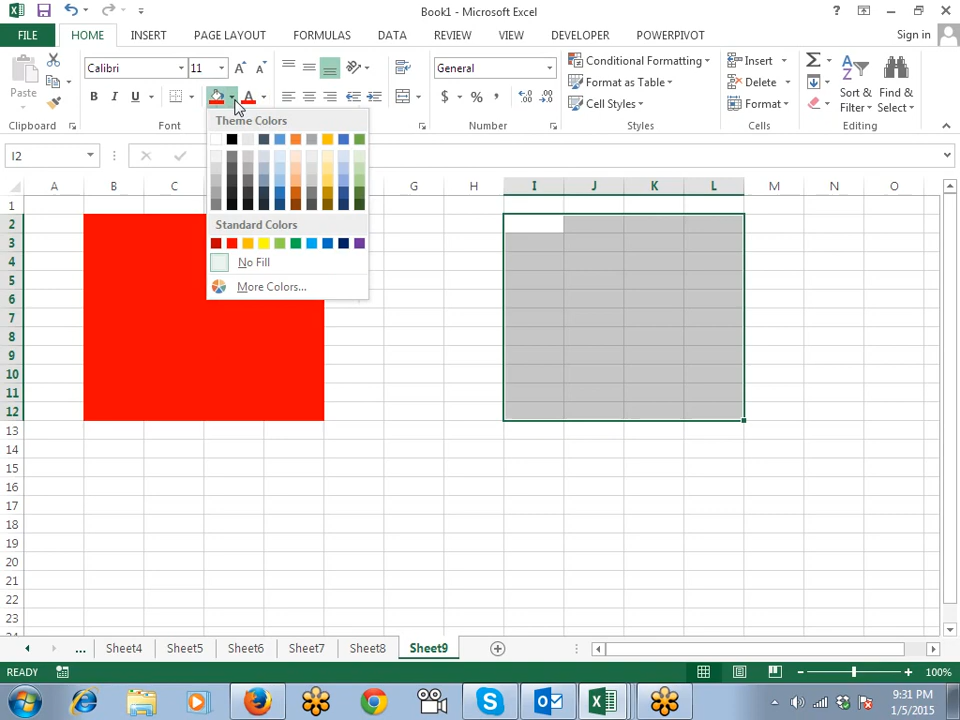 Book1 - Microsoft Excel
FILE HOME INSERT PAGE LAYOUT FORMULAS DATA REVIEW VIEW DEVELOPER POWERPIVOT Sign in
Paste
Calibri 11
General
Conditional Formatting
Format as Table
Cell Styles
Insert
Delete
Format
Sort & Filter
Find & Select
B I U A
$ % ,
Clipboard Font Number Styles Cells Editing
I2
Theme Colors
Standard Colors
No Fill
More Colors...
A B C G H I J K L M N O
1
2
3
4
5
6
7
8
9
10
11
12
13
14
15
16
17
18
19
20
21
22
23
... Sheet4 Sheet5 Sheet6 Sheet7 Sheet8 Sheet9
READY 100%
9:31 PM
1/5/2015